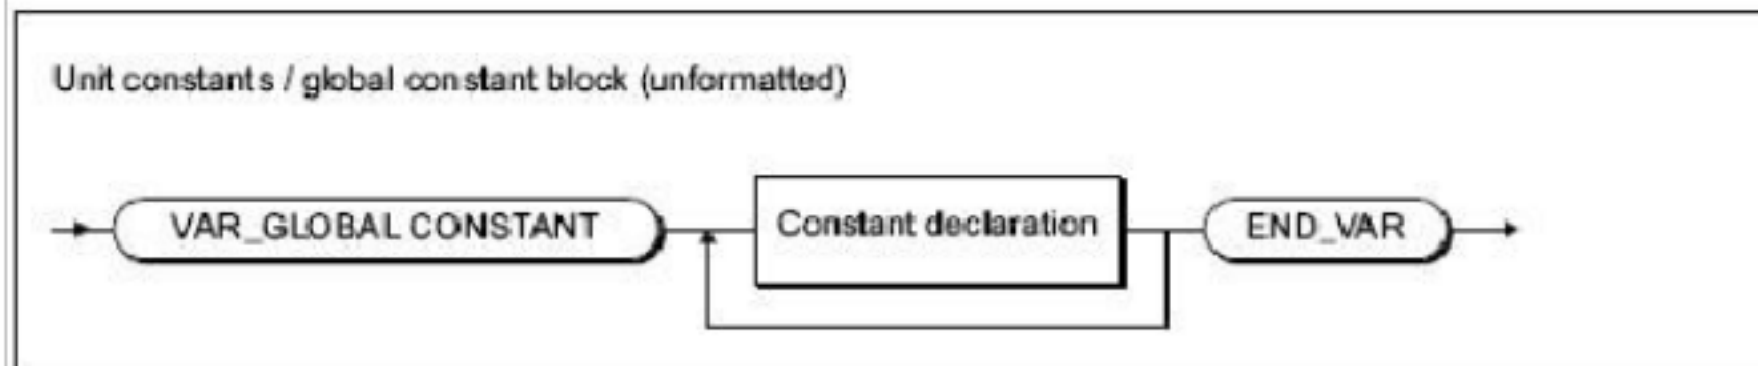 Unit constants / global constant block (unformatted)
VAR_GLOBAL CONSTANT
Constant declaration
END_VAR